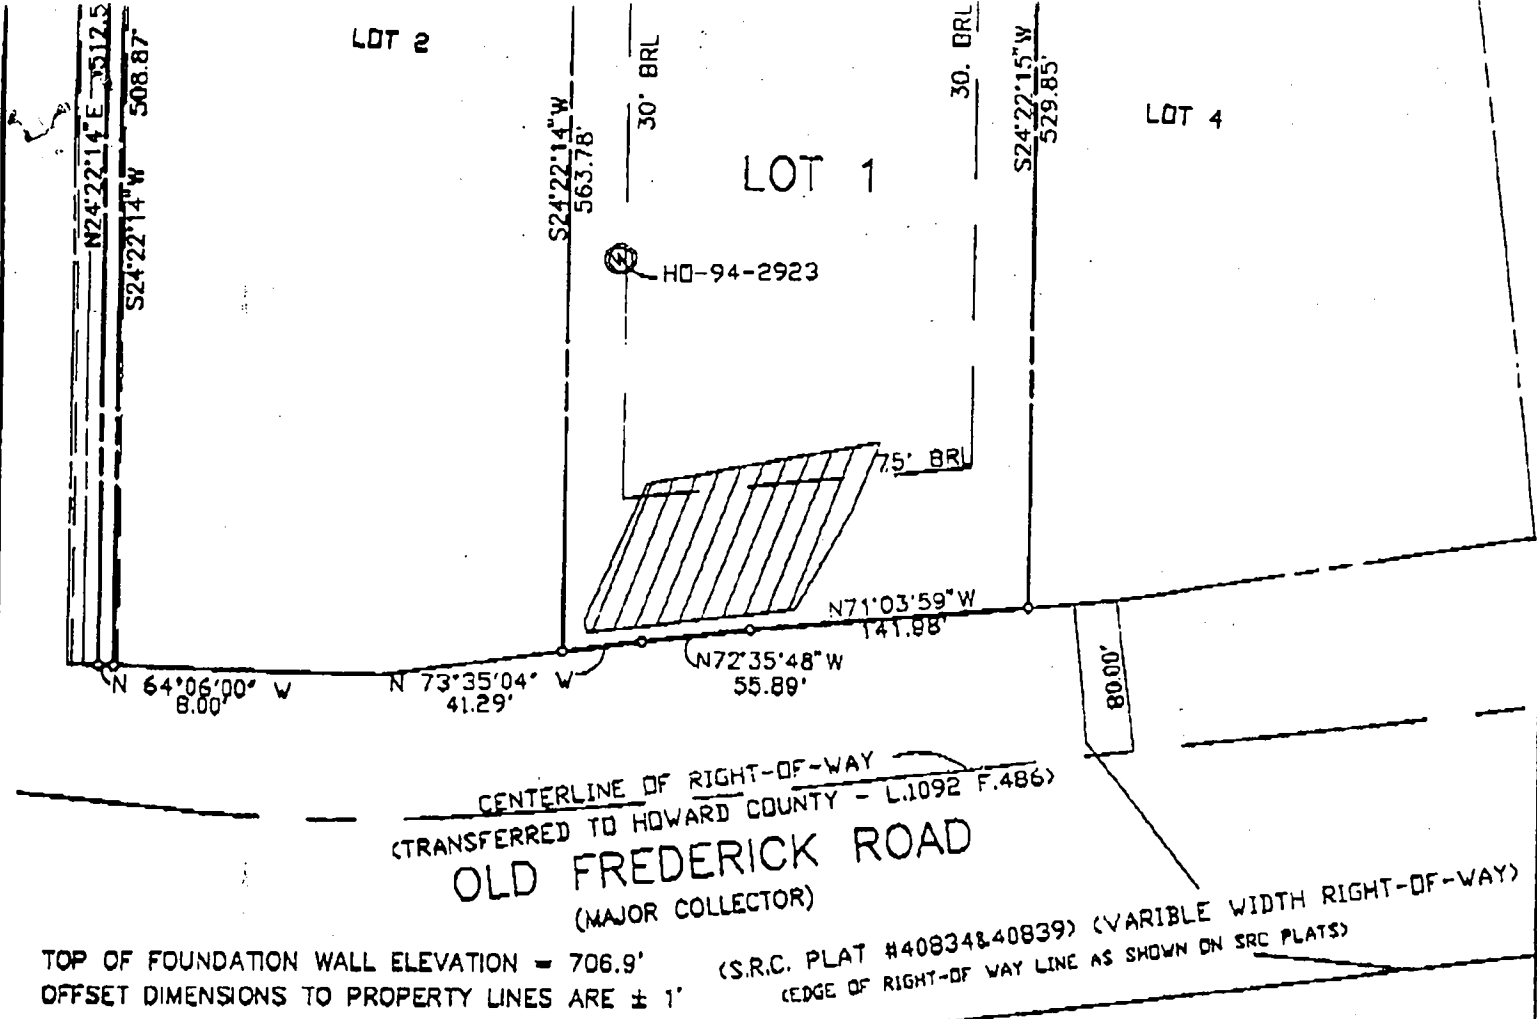 LOT 2
N24°22'14"E 512.5
508.87'
S24°22'14"W
S24°22'14"W
563.78'
30' BRL
30. BRL
S24°22'15"W
529.85'
LOT 4
LOT 1
W
HO-94-2923
75' BRL
N71°03'59"W
141.98'
N72°35'48"W
55.89'
N 73°35'04" W
41.29'
N 64°06'00" W
8.00'
80.00'
CENTERLINE OF RIGHT-OF-WAY
(TRANSFERRED TO HOWARD COUNTY - L.1092 F.486)
OLD FREDERICK ROAD
(MAJOR COLLECTOR)
(S.R.C. PLAT #40834&40839) (VARIBLE WIDTH RIGHT-OF-WAY)
(EDGE OF RIGHT-OF WAY LINE AS SHOWN ON SRC PLATS)
TOP OF FOUNDATION WALL ELEVATION = 706.9'
OFFSET DIMENSIONS TO PROPERTY LINES ARE ± 1'